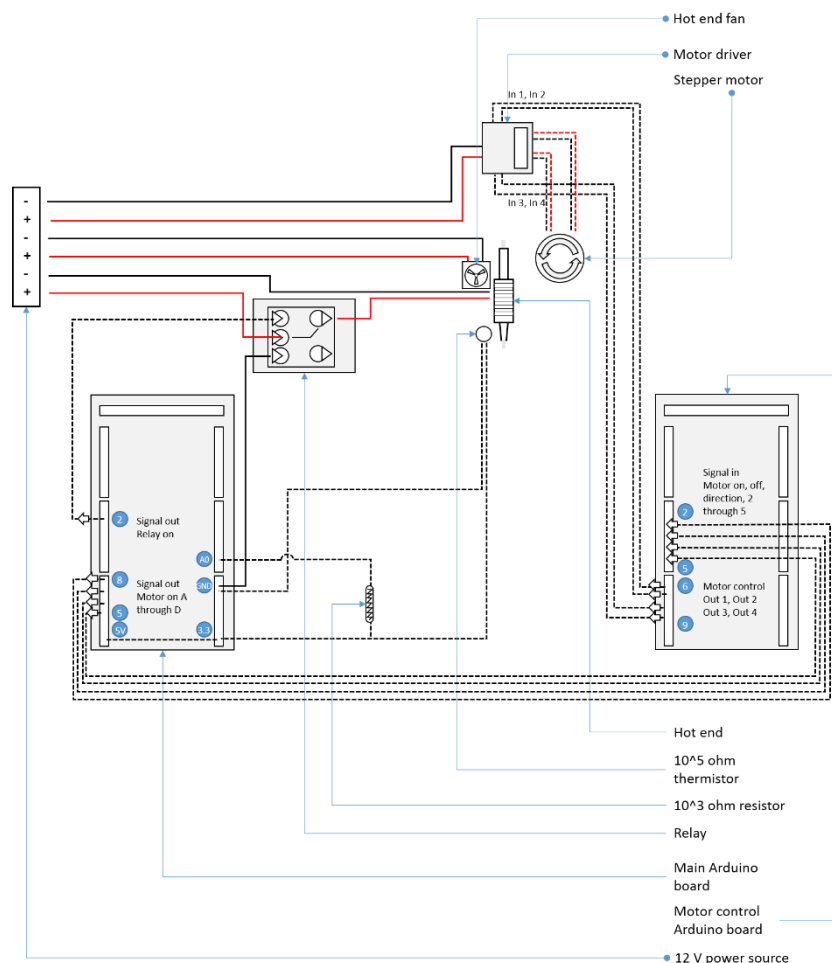 Hot end fan
Motor driver
Stepper motor
In 1, In 2
In 3, In 4
-
+
-
+
-
+
2
Signal out
Relay on
A0
8
Signal out
Motor on A
through D
GND
5
5V
3.3
Signal in
Motor on, off,
direction, 2
through 5
2
5
6
Motor control
Out 1, Out 2
Out 3, Out 4
9
Hot end
10^5 ohm
thermistor
10^3 ohm resistor
Relay
Main Arduino
board
Motor control
Arduino board
12 V power source